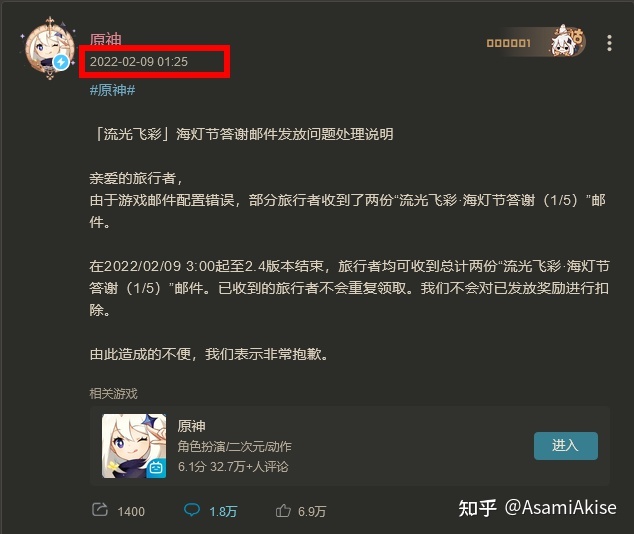 原神
000001
2022-02-09 01:25
#原神#
「流光飞彩」海灯节答谢邮件发放问题处理说明
亲爱的旅行者，
由于游戏邮件配置错误，部分旅行者收到了两份“流光飞彩·海灯节答谢（1/5）”邮
件。
在2022/02/09 3:00起至2.4版本结束，旅行者均可收到总计两份“流光飞彩·海灯节
答谢（1/5）”邮件。已收到的旅行者不会重复领取。我们不会对已发放奖励进行扣
除。
由此造成的不便，我们表示非常抱歉。
相关游戏
原神
角色扮演/二次元/动作
6.1分 32.7万+人评论
进入
1400
1.8万
6.9万
知乎 @AsamiAkise